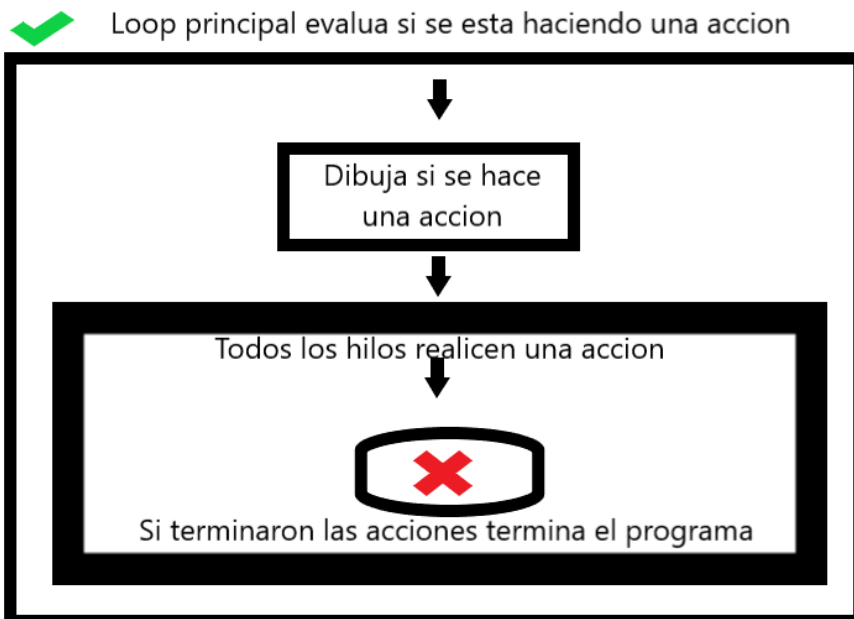 Loop principal evalua si se esta haciendo una accion
Dibuja si se hace
una accion
Todos los hilos realicen una accion
Si terminaron las acciones termina el programa